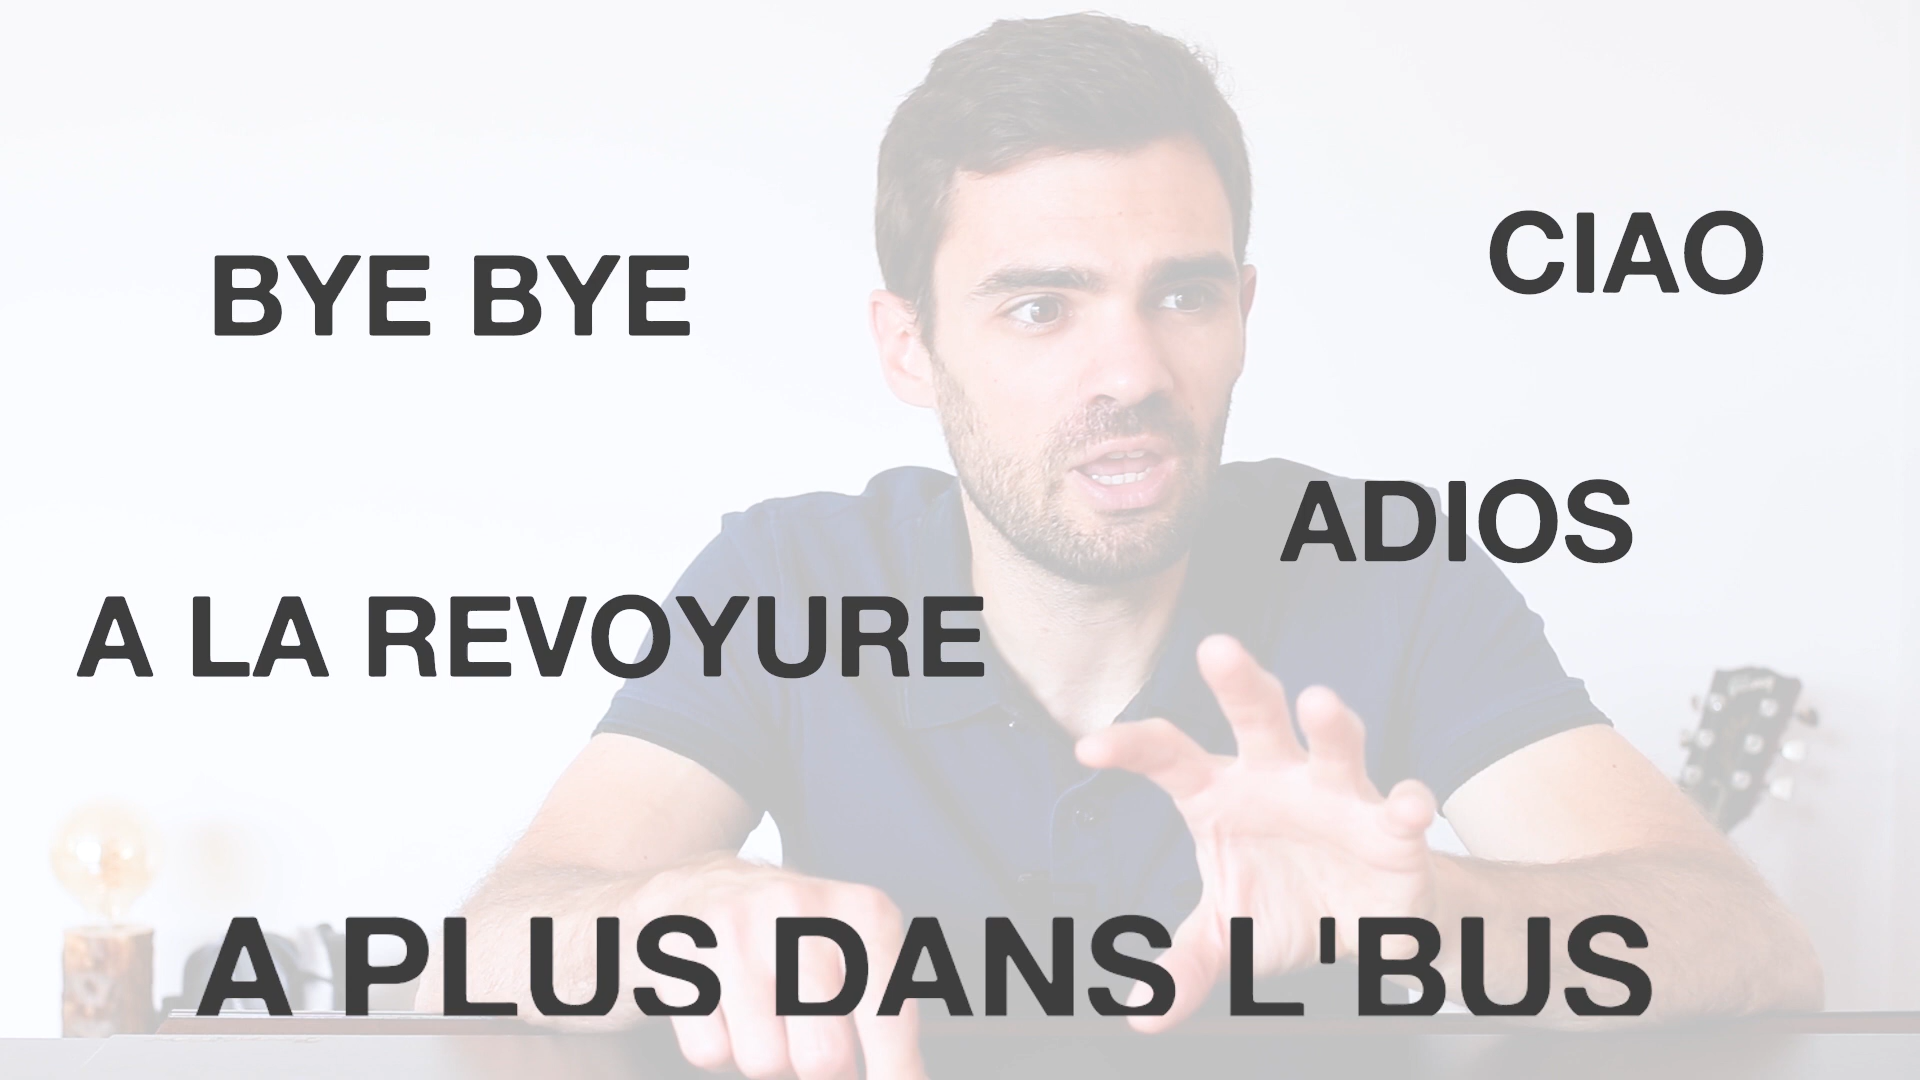 BYE BYE
CIAO
ADIOS
A LA REVOYURE
A PLUS DANS L'BUS